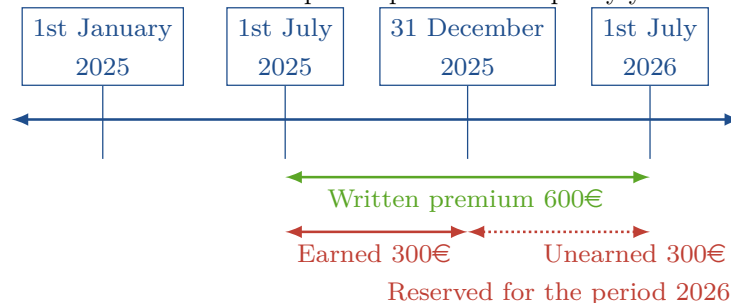 1st January
2025
1st July
2025
31 December
2025
1st July
2026
Written premium 600€
Earned 300€
Unearned 300€
Reserved for the period 2026